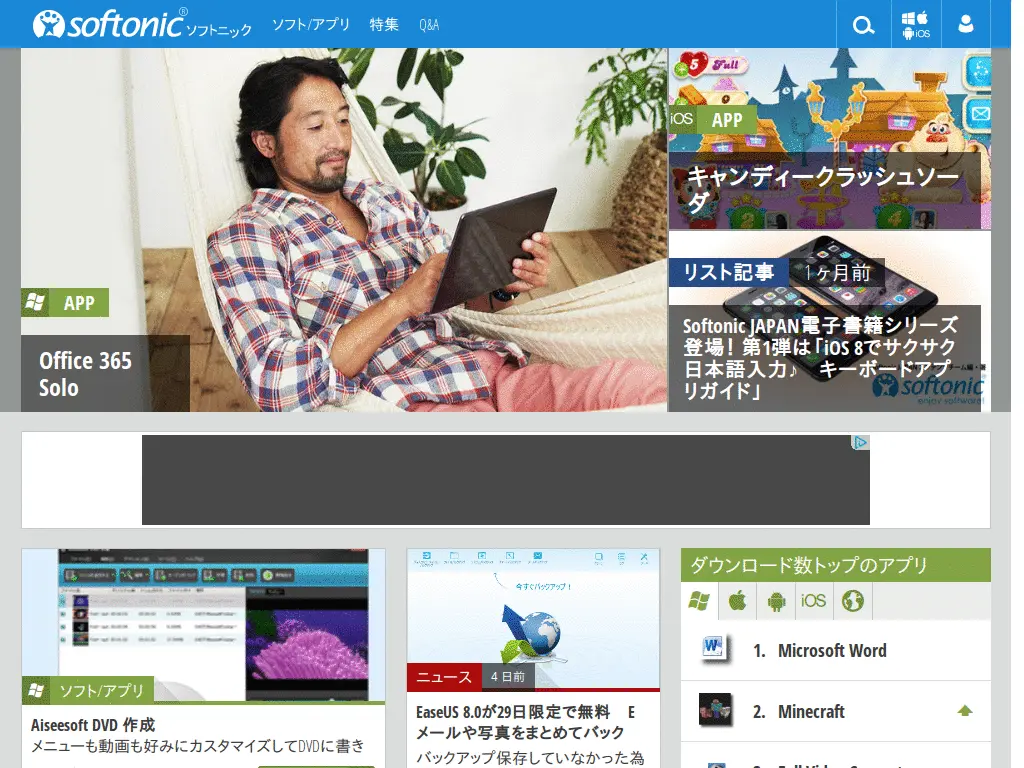 softonic® ソフトニック
ソフト/アプリ
特集
Q&A
iOS
5 Full
iOS APP
キャンディークラッシュソー
ダ
リスト記事 1ヶ月前
Softonic JAPAN電子書籍シリーズ
登場！第1弾は「iOS 8でサクサク
日本語入力♪　キーボードアプ
リガイド」
softonic
enjoy software!
APP
Office 365
Solo
ソフト/アプリ
Aiseesoft DVD 作成
メニューも動画も好みにカスタマイズしてDVDに書き
今すぐバックアップ！
ニュース 4 日前
EaseUS 8.0が29日限定で無料　E
メールや写真をまとめてバック
バックアップ保存していなかった為
ダウンロード数トップのアプリ
iOS
1. Microsoft Word
2. Minecraft